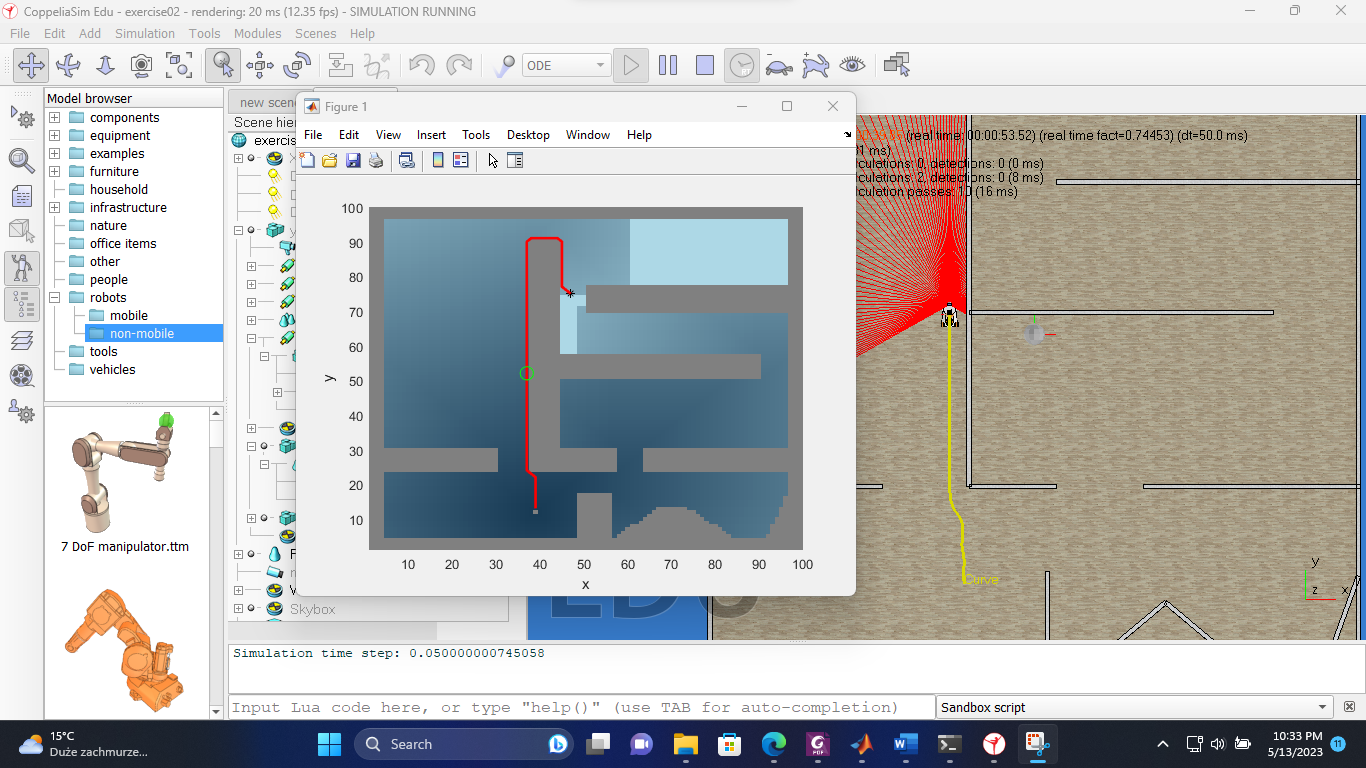 CoppeliaSim Edu - exercise02 - rendering: 20 ms (12.35 fps) - SIMULATION RUNNING
File Edit Add Simulation Tools Modules Scenes Help
ODE
Model browser
components
equipment
examples
furniture
household
infrastructure
nature
office items
other
people
robots
mobile
non-mobile
tools
vehicles
7 DoF manipulator.ttm
new scene
Scene hier
exercis
Skybox
Figure 1
File Edit View Insert Tools Desktop Window Help
100
90
80
70
60
50
40
30
20
10
y
10 20 30 40 50 60 70 80 90 100
x
(real time: 00:00:53.52) (real time fact=0.74453) (dt=50.0 ms)
1 ms)
culations: 0, detections: 0 (0 ms)
culations: 2, detections: 0 (8 ms)
culation passes: 10 (16 ms)
Curve
y
z x
EDU
Simulation time step: 0.050000000745058
Input Lua code here, or type "help()" (use TAB for auto-completion)
Sandbox script
15°C
Duże zachmurze...
Search
10:33 PM
5/13/2023
11